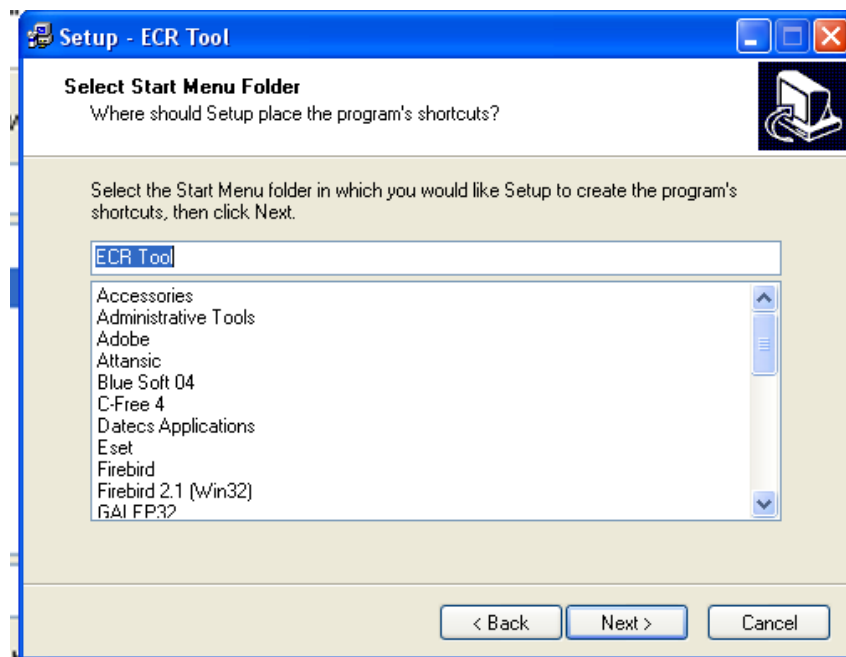 Setup - ECR Tool
Select Start Menu Folder
Where should Setup place the program's shortcuts?
Select the Start Menu folder in which you would like Setup to create the program's
shortcuts, then click Next.
ECR Tool
Accessories
Administrative Tools
Adobe
Attansic
Blue Soft 04
C-Free 4
Datecs Applications
Eset
Firebird
Firebird 2.1 (Win32)
GALEP32
< Back
Next >
Cancel